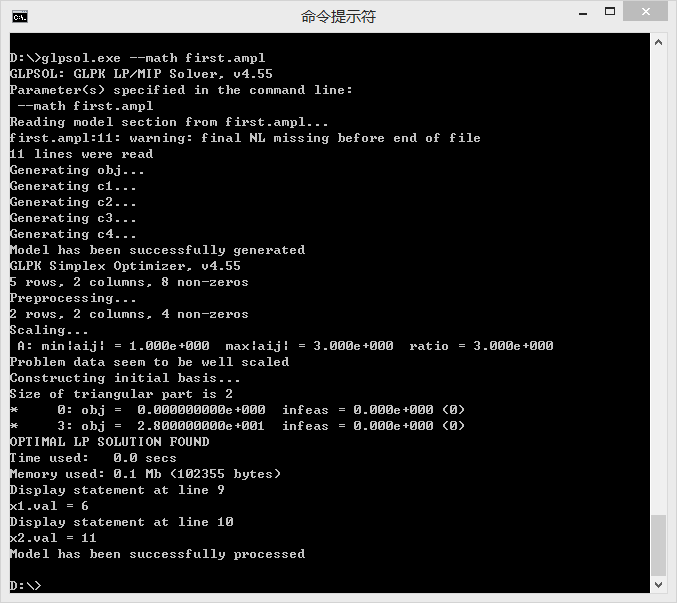 命令提示符
D:\>glpsol.exe --math first.ampl
GLPSOL: GLPK LP/MIP Solver, v4.55
Parameter(s) specified in the command line:
 --math first.ampl
Reading model section from first.ampl...
first.ampl:11: warning: final NL missing before end of file
11 lines were read
Generating obj...
Generating c1...
Generating c2...
Generating c3...
Generating c4...
Model has been successfully generated
GLPK Simplex Optimizer, v4.55
5 rows, 2 columns, 8 non-zeros
Preprocessing...
2 rows, 2 columns, 4 non-zeros
Scaling...
 A: min|aij| = 1.000e+000  max|aij| = 3.000e+000  ratio = 3.000e+000
Problem data seem to be well scaled
Constructing initial basis...
Size of triangular part is 2
*     0: obj =  0.000000000e+000  infeas = 0.000e+000 (0)
*     3: obj =  2.800000000e+001  infeas = 0.000e+000 (0)
OPTIMAL LP SOLUTION FOUND
Time used:   0.0 secs
Memory used: 0.1 Mb (102355 bytes)
Display statement at line 9
x1.val = 6
Display statement at line 10
x2.val = 11
Model has been successfully processed
D:\>